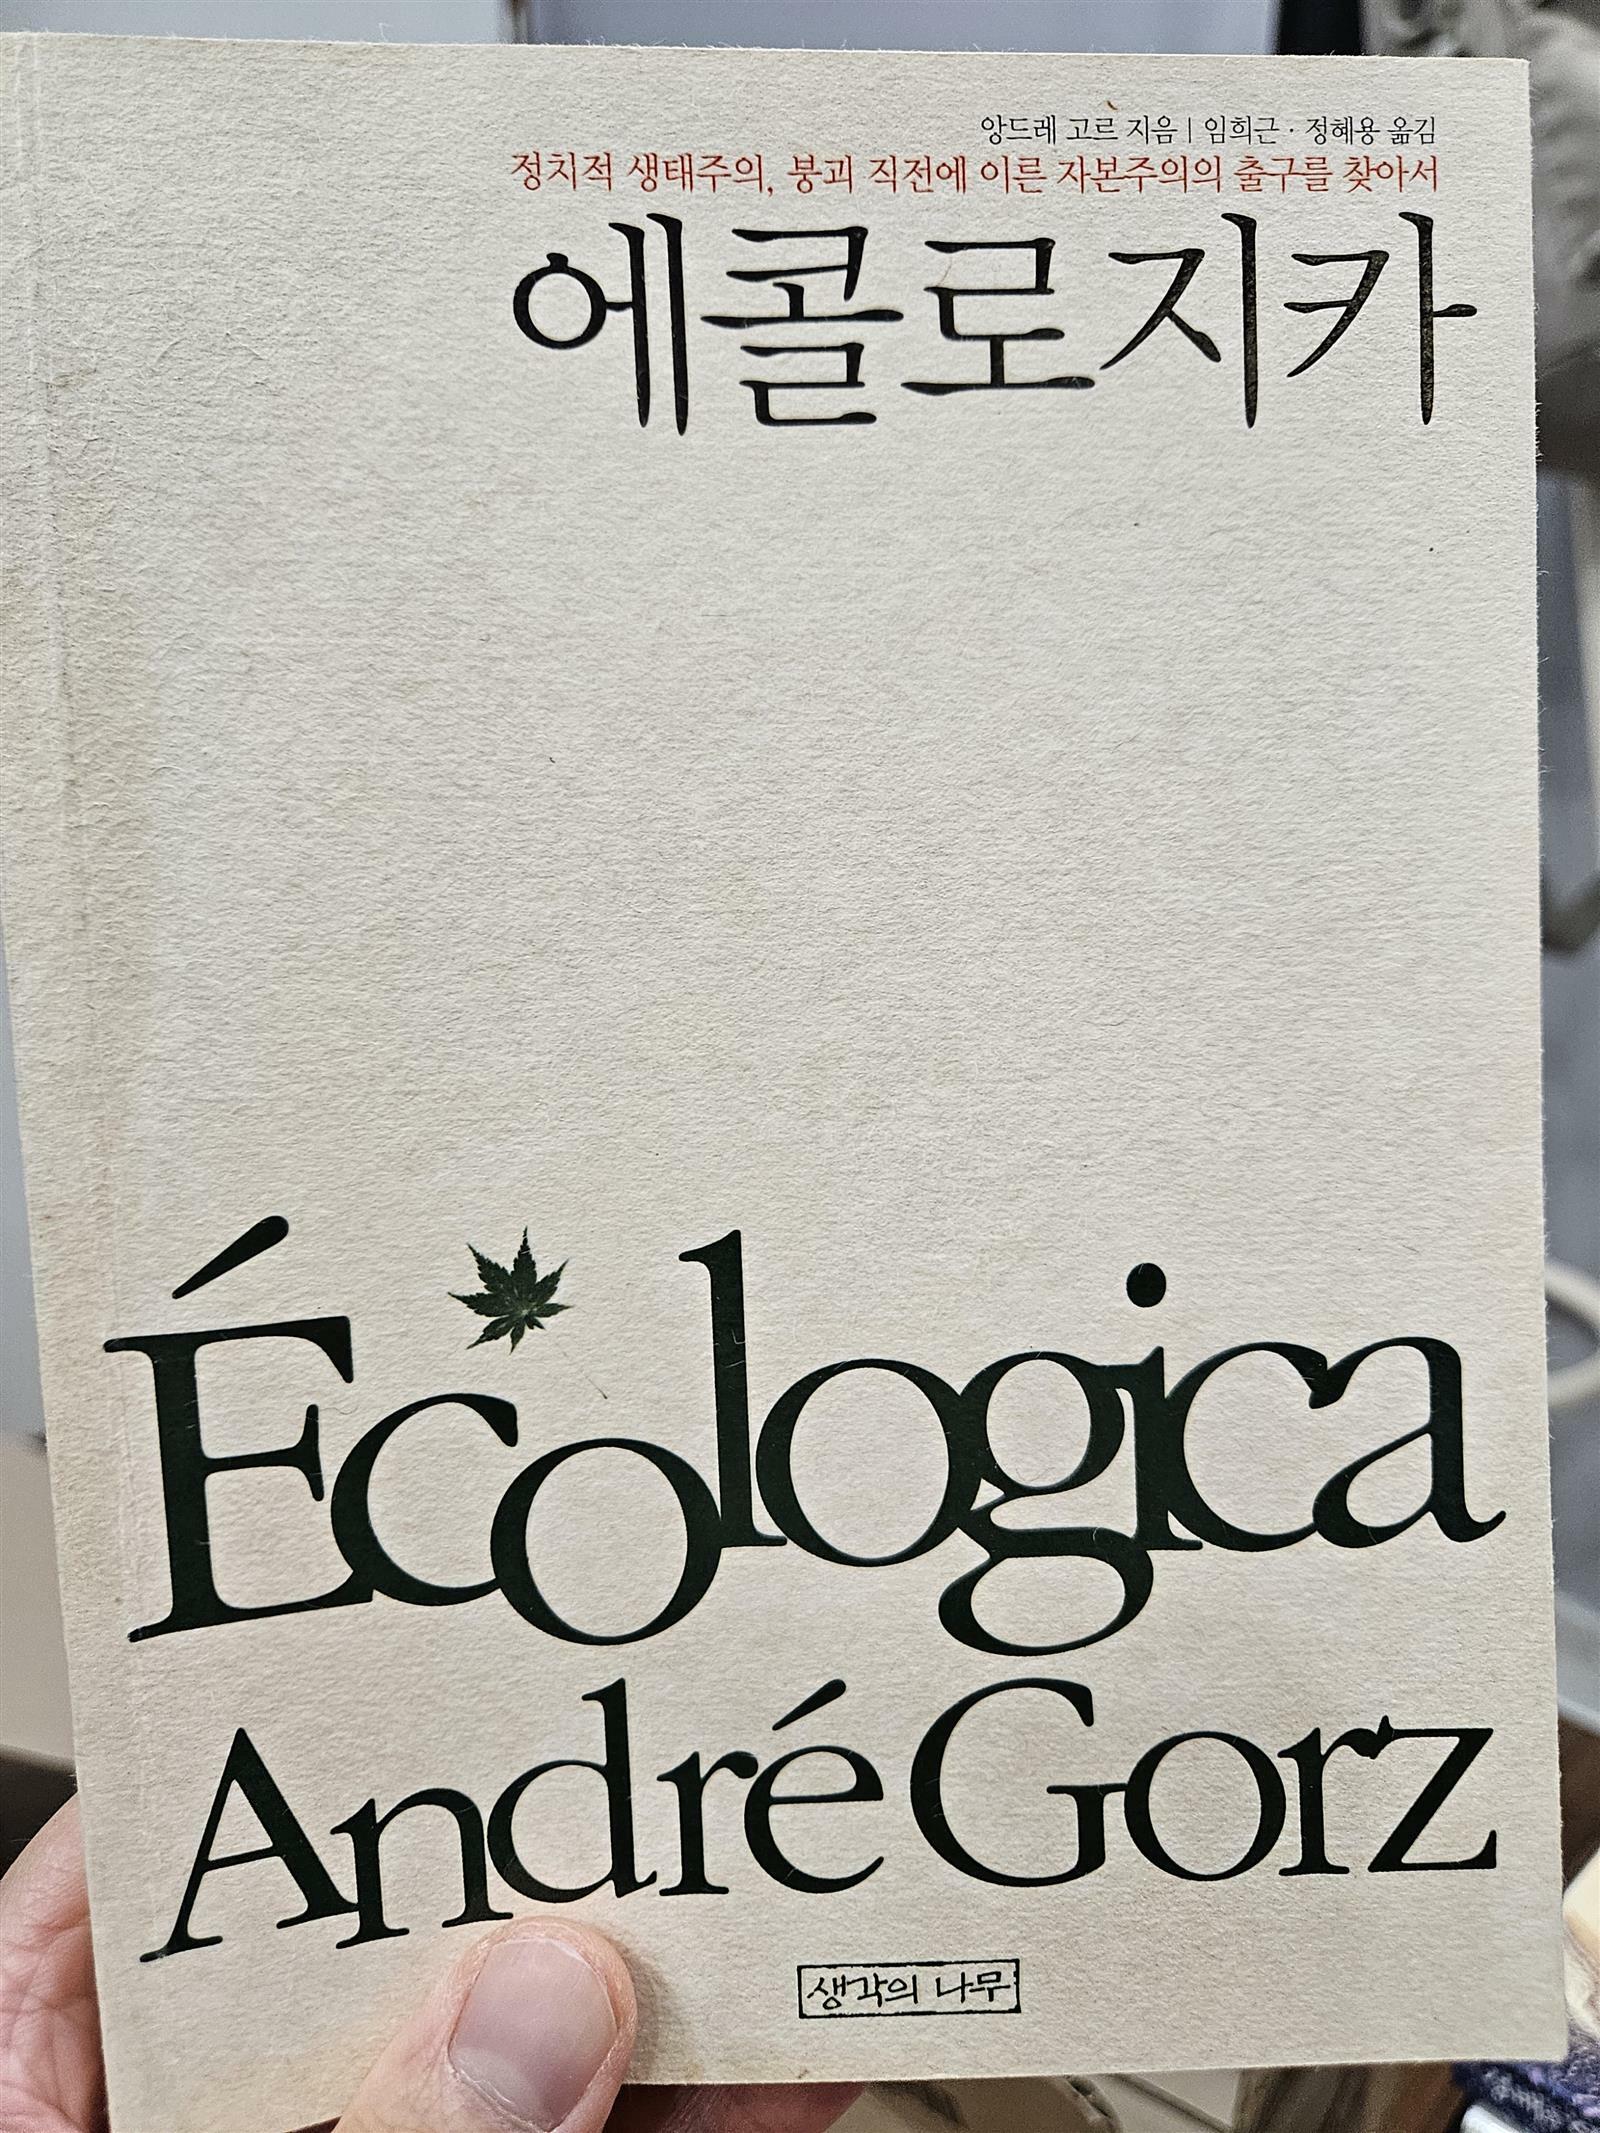 앙드레 고르 지음 | 임희근 · 정혜용 옮김
정치적 생태주의, 붕괴 직전에 이른 자본주의의 출구를 찾아서
에콜로지카
Écologica
André Gorz
생각의 나무